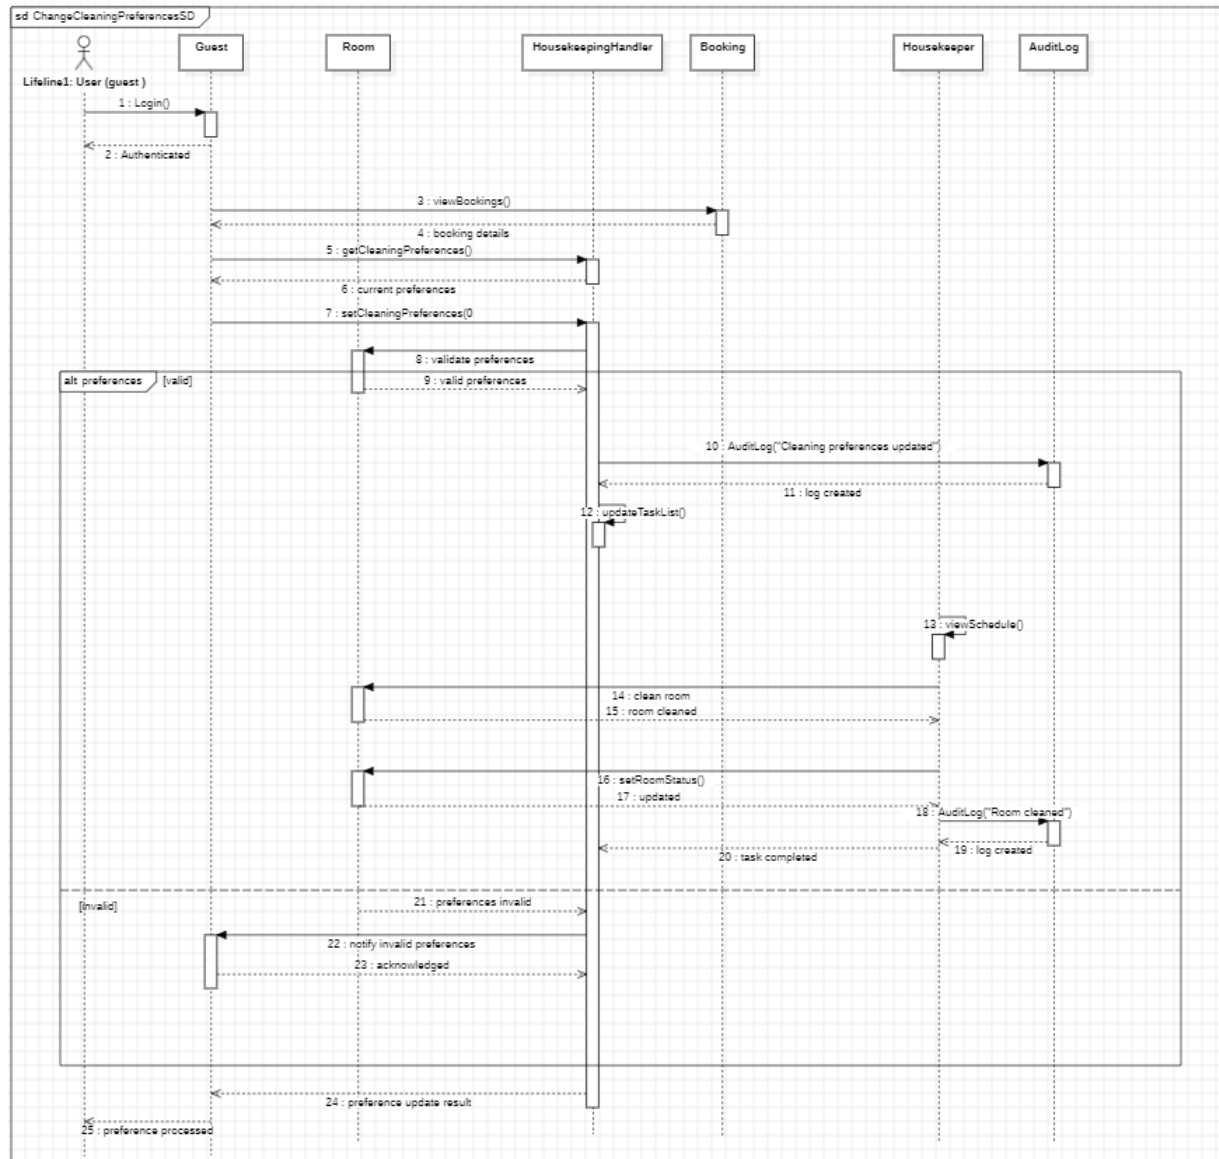 sd ChangeCleaningPreferencesSD
Guest
Room
HousekeepingHandler
Booking
Housekeeper
AuditLog
Lifeline1: User (guest )
1 : Login()
2 : Authenticated
3 : viewBookings()
4 : booking details
5 : getCleaningPreferences()
6 : current preferences
7 : setCleaningPreferences(0
8 : validate preferences
alt preferences
[valid]
9 : valid preferences
10 : AuditLog("Cleaning preferences updated")
11 : log created
12 : updateTaskList()
13 : viewSchedule()
14 : clean room
15 : room cleaned
16 : setRoomStatus()
17 : updated
18 : AuditLog("Room cleaned")
19 : log created
20 : task completed
[invalid]
21 : preferences invalid
22 : notify invalid preferences
23 : acknowledged
24 : preference update result
25 : preference processed